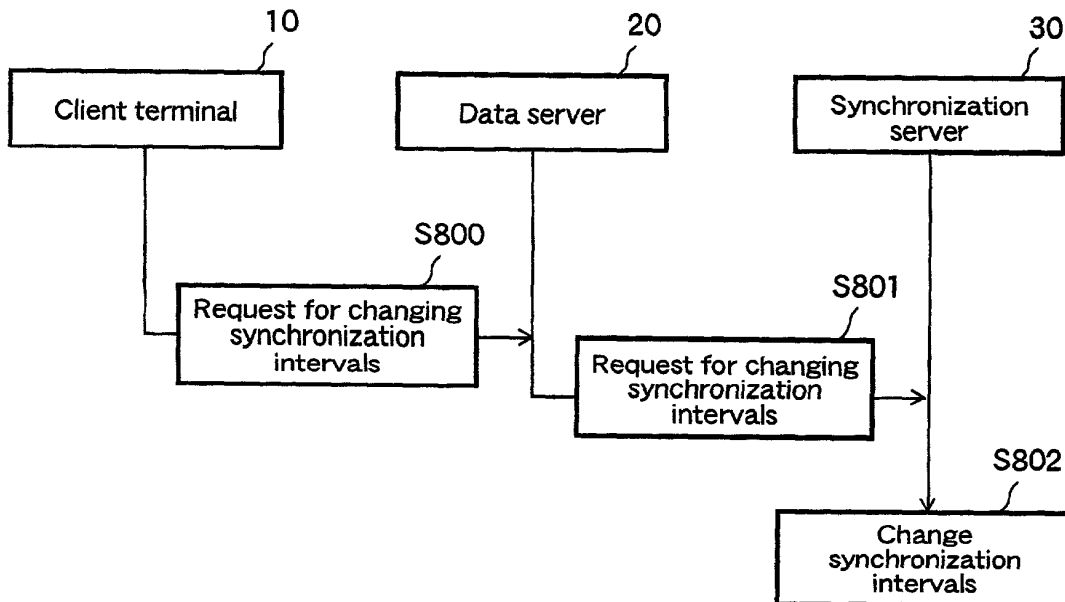 10
20
30
Client terminal
Data server
Synchronization
server
S800
Request for changing
synchronization
intervals
S801
Request for changing
synchronization
intervals
S802
Change
synchronization
intervals